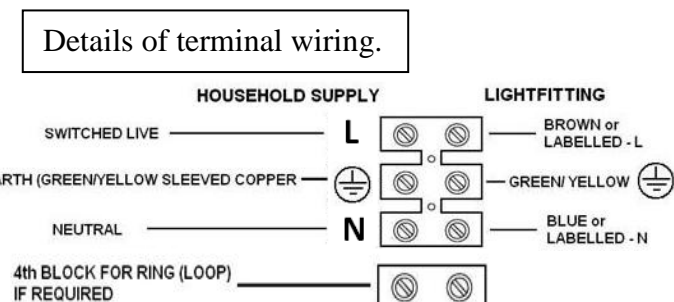 Details of terminal wiring.
HOUSEHOLD SUPPLY LIGHTFITTING
SWITCHED LIVE L BROWN or
LABELLED - L
ARTH (GREEN/YELLOW SLEEVED COPPER GREEN/ YELLOW
NEUTRAL N BLUE or
LABELLED - N
4th BLOCK FOR RING (LOOP)
IF REQUIRED